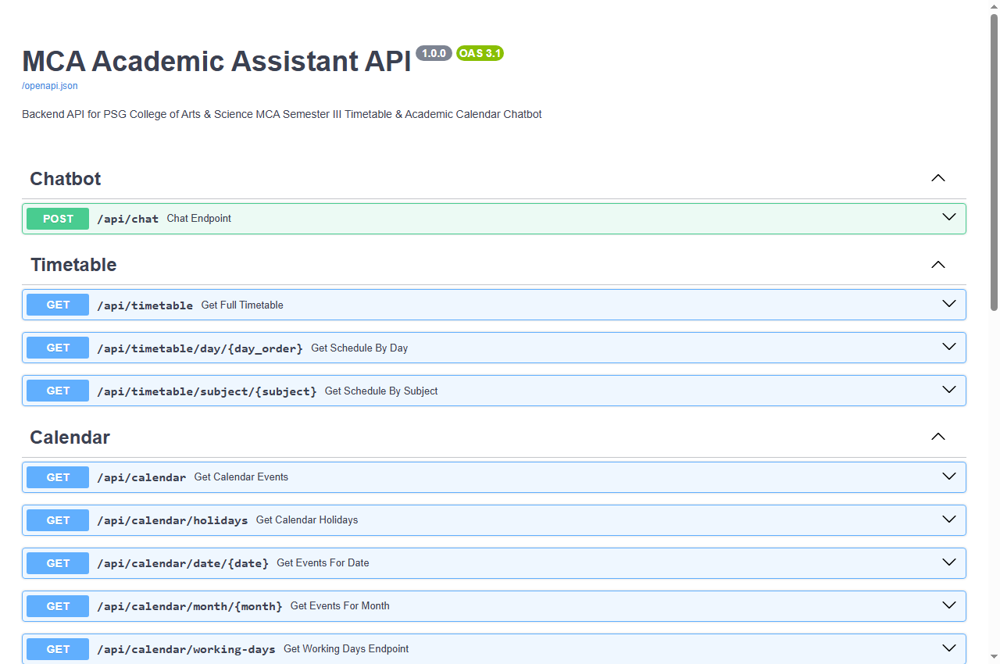 MCA Academic Assistant API 1.0.0 OAS 3.1
/openapi.json
Backend API for PSG College of Arts & Science MCA Semester III Timetable & Academic Calendar Chatbot
Chatbot
POST /api/chat Chat Endpoint
Timetable
GET /api/timetable Get Full Timetable
GET /api/timetable/day/{day_order} Get Schedule By Day
GET /api/timetable/subject/{subject} Get Schedule By Subject
Calendar
GET /api/calendar Get Calendar Events
GET /api/calendar/holidays Get Calendar Holidays
GET /api/calendar/date/{date} Get Events For Date
GET /api/calendar/month/{month} Get Events For Month
GET /api/calendar/working-days Get Working Days Endpoint